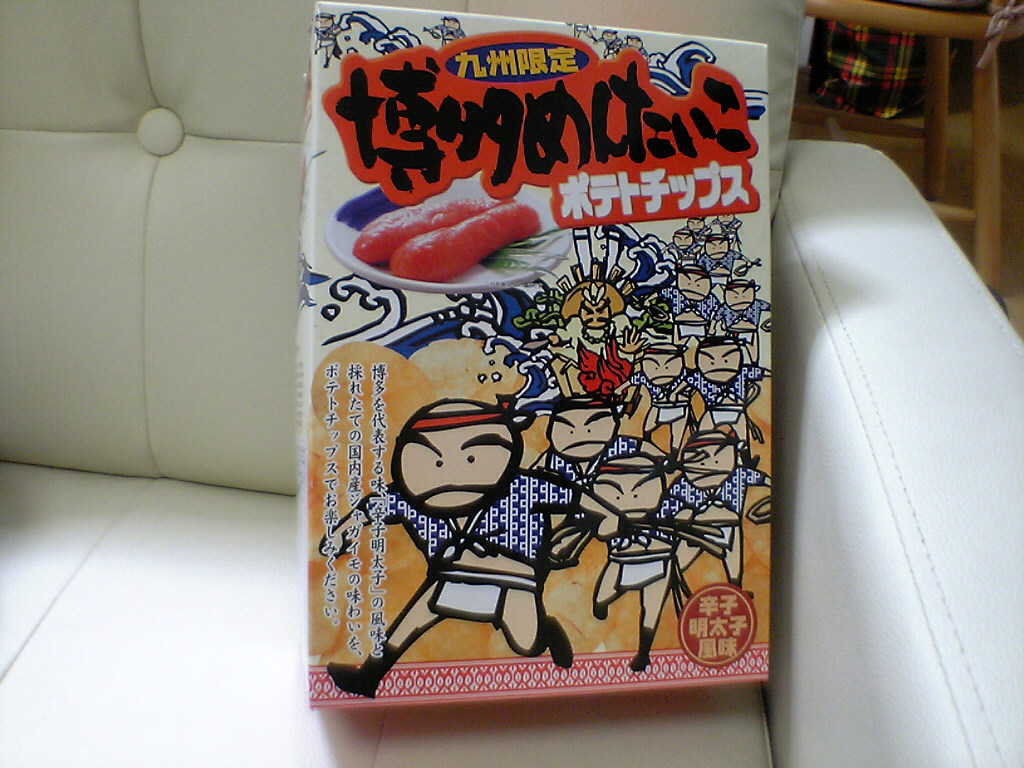 九州限定
博多めんたいこ
ポテトチップス
博多を代表する味、「辛子明太子」の風味と
採れたての国内産ジャガイモの味わいを、
ポテトチップスでお楽しみください。
辛子
明太子
風味